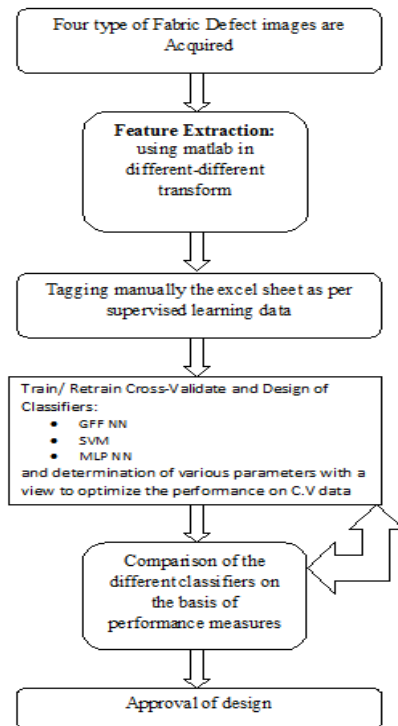 Four type of Fabric Defect images are
Acquired
Feature Extraction:
using matlab in
different-different
transform
Tagging manually the excel sheet as per
supervised learning data
Train/ Retrain Cross-Validate and Design of
Classifiers:
• GFF NN
• SVM
• MLP NN
and determination of various parameters with a
view to optimize the performance on C.V data
Comparison of the
different classifiers on
the basis of
performance measures
Approval of design